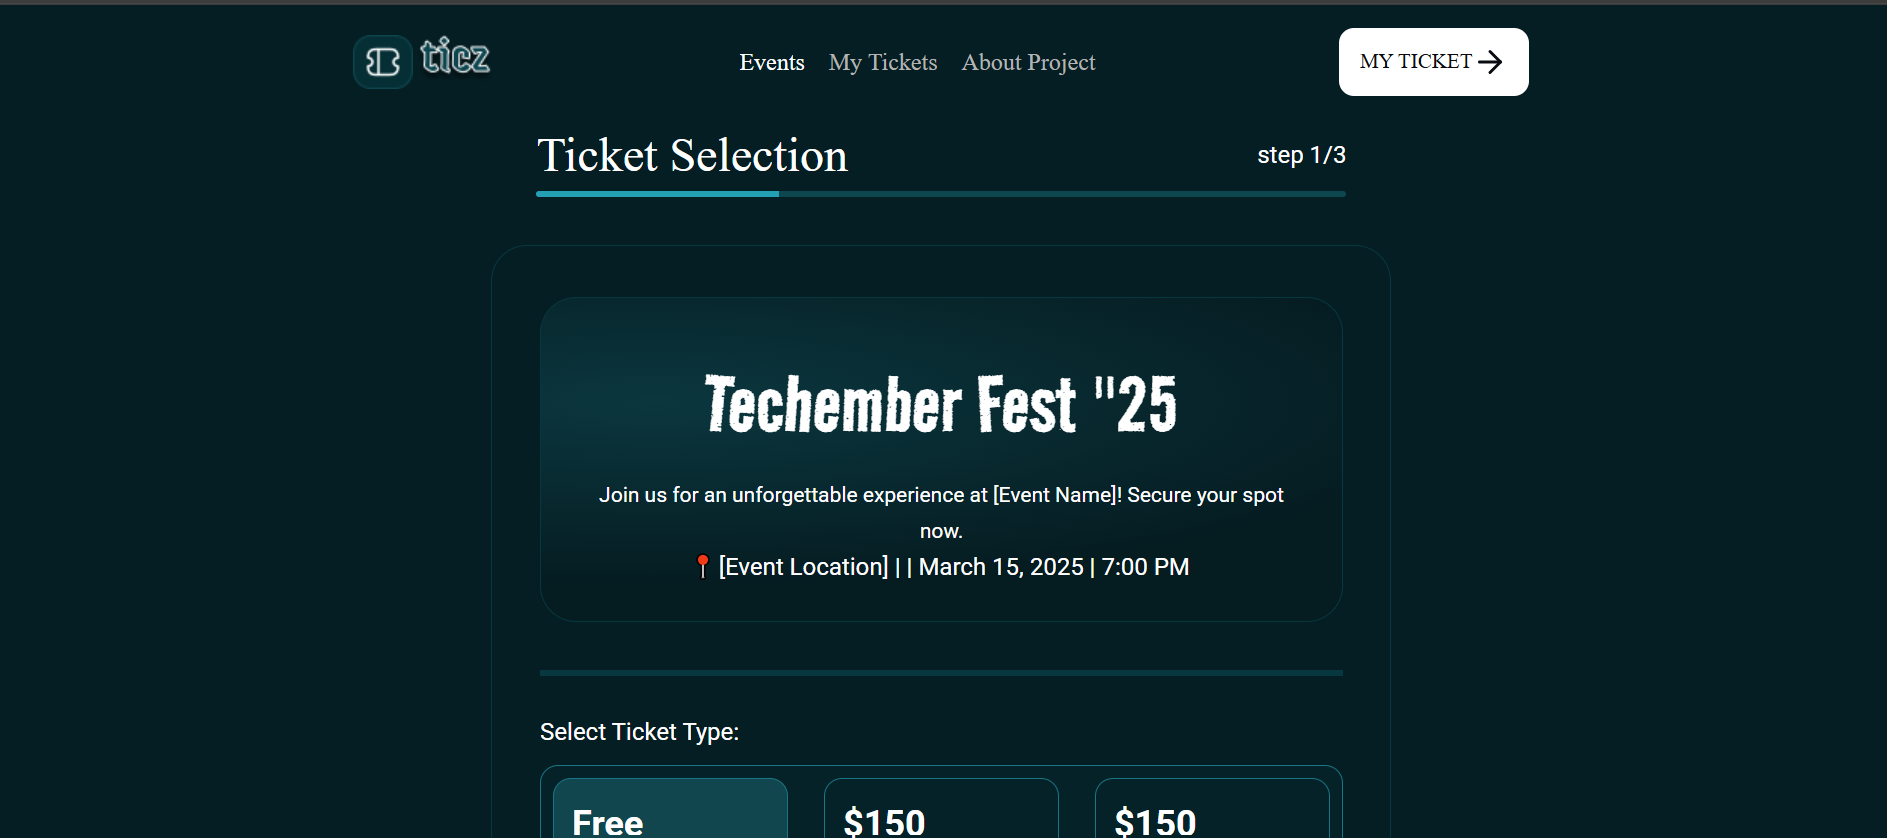 ticz
Events My Tickets About Project
MY TICKET
Ticket Selection
step 1/3
Techember Fest "25
Join us for an unforgettable experience at [Event Name]! Secure your spot
now.
[Event Location] | | March 15, 2025 | 7:00 PM
Select Ticket Type:
Free
$150
$150